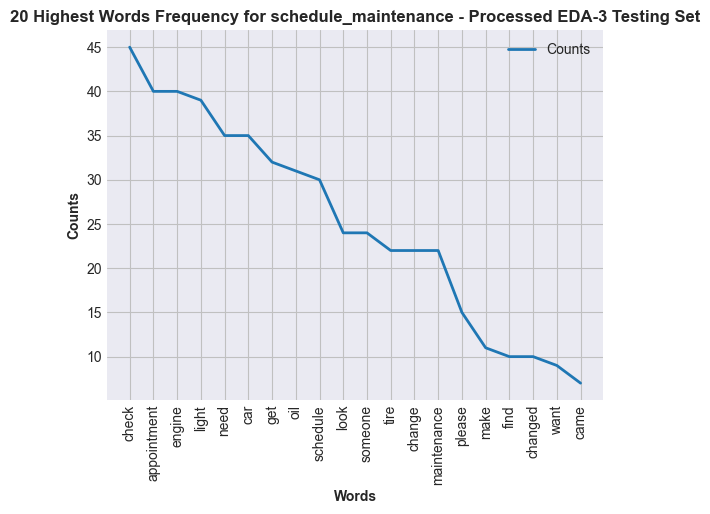 20 Highest Words Frequency for schedule_maintenance - Processed EDA-3 Testing Set
Counts
45
40
35
30
25
20
15
10
Counts
check
appointment
engine
light
need
car
get
oil
schedule
look
someone
tire
change
maintenance
please
make
find
changed
want
came
Words